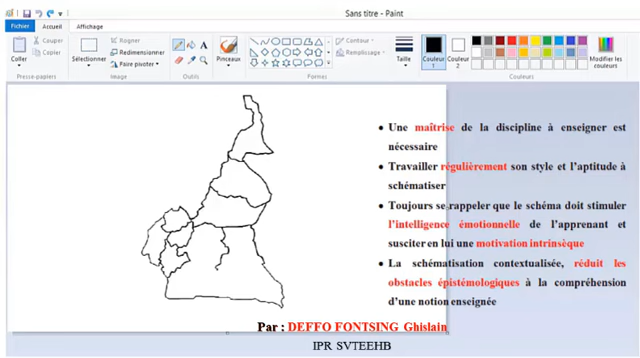 Sans titre - Paint
Fichier
Accueil
Affichage
Coller
Couper
Copier
Presse-papiers
Sélectionner
Rogner
Redimensionner
Faire pivoter
Image
Outils
Pinceaux
Formes
Contour
Remplissage
Taille
Couleur 1
Couleur 2
Modifier les couleurs
Couleurs
• Une maîtrise de la discipline à enseigner est
nécessaire
• Travailler régulièrement son style et l'aptitude à
schématiser
• Toujours se rappeler que le schéma doit stimuler
l'intelligence émotionnelle de l'apprenant et
susciter en lui une motivation intrinsèque
• La schématisation contextualisée, réduit les
obstacles épistémologiques à la compréhension
d'une notion enseignée
Par : DEFFO FONTSING Ghislain
IPR SVTEEHB